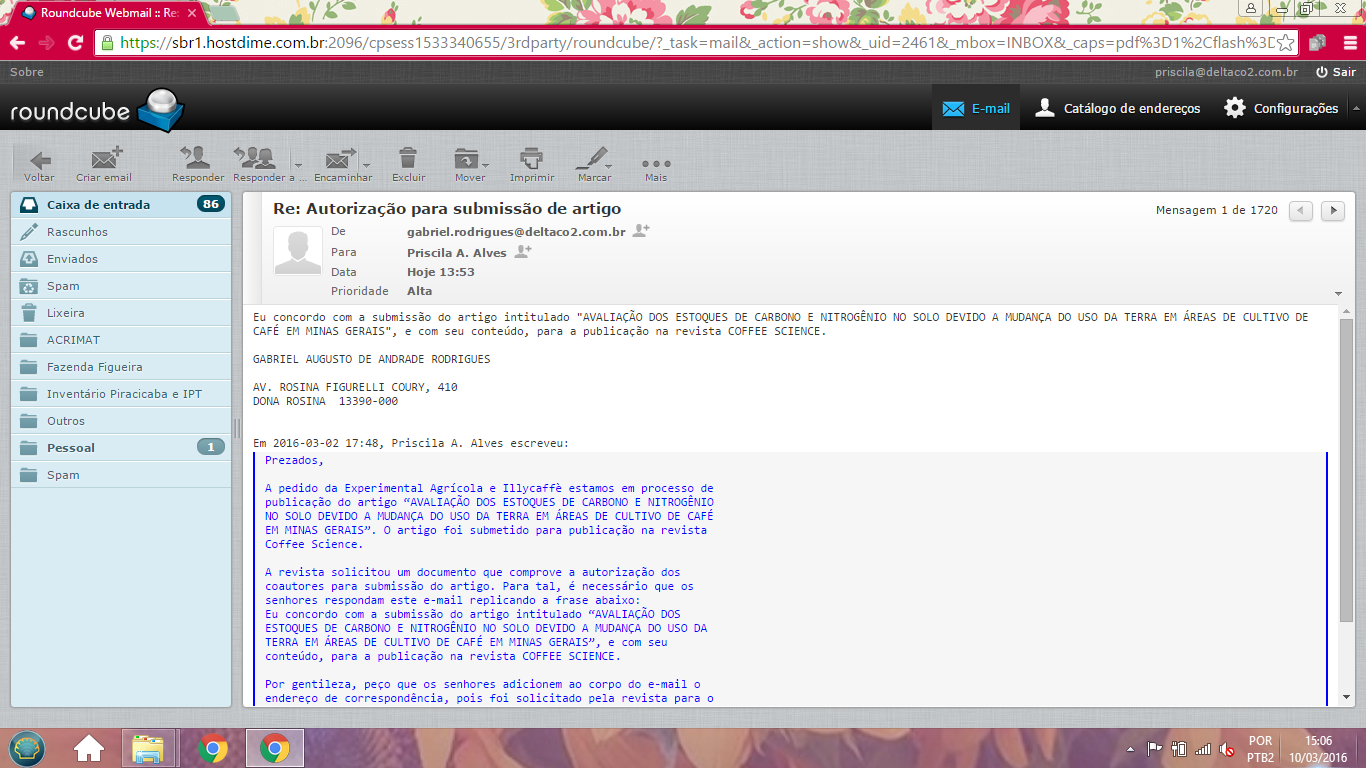 Roundcube Webmail :: Re:
https://sbr1.hostdime.com.br:2096/cpsess1533340655/3rdparty/roundcube/?_task=mail&_action=show&_uid=2461&_mbox=INBOX&_caps=pdf%3D1%2Cflash%3D
Sobre
priscila@deltaco2.com.br
Sair
roundcube
E-mail
Catálogo de endereços
Configurações
Voltar
Criar email
Responder
Responder a ...
Encaminhar
Excluir
Mover
Imprimir
Marcar
Mais
Caixa de entrada 86
Rascunhos
Enviados
Spam
Lixeira
ACRIMAT
Fazenda Figueira
Inventário Piracicaba e IPT
Outros
Pessoal 1
Spam
Re: Autorização para submissão de artigo
Mensagem 1 de 1720
De gabriel.rodrigues@deltaco2.com.br
Para Priscila A. Alves
Data Hoje 13:53
Prioridade Alta
Eu concordo com a submissão do artigo intitulado "AVALIAÇÃO DOS ESTOQUES DE CARBONO E NITROGÊNIO NO SOLO DEVIDO A MUDANÇA DO USO DA TERRA EM ÁREAS DE CULTIVO DE
CAFÉ EM MINAS GERAIS", e com seu conteúdo, para a publicação na revista COFFEE SCIENCE.
GABRIEL AUGUSTO DE ANDRADE RODRIGUES
AV. ROSINA FIGURELLI COURY, 410
DONA ROSINA  13390-000
Em 2016-03-02 17:48, Priscila A. Alves escreveu:
Prezados,
A pedido da Experimental Agrícola e Illycaffè estamos em processo de
publicação do artigo “AVALIAÇÃO DOS ESTOQUES DE CARBONO E NITROGÊNIO
NO SOLO DEVIDO A MUDANÇA DO USO DA TERRA EM ÁREAS DE CULTIVO DE CAFÉ
EM MINAS GERAIS”. O artigo foi submetido para publicação na revista
Coffee Science.
A revista solicitou um documento que comprove a autorização dos
coautores para submissão do artigo. Para tal, é necessário que os
senhores respondam este e-mail replicando a frase abaixo:
Eu concordo com a submissão do artigo intitulado “AVALIAÇÃO DOS
ESTOQUES DE CARBONO E NITROGÊNIO NO SOLO DEVIDO A MUDANÇA DO USO DA
TERRA EM ÁREAS DE CULTIVO DE CAFÉ EM MINAS GERAIS”, e com seu
conteúdo, para a publicação na revista COFFEE SCIENCE.
Por gentileza, peço que os senhores adicionem ao corpo do e-mail o
endereço de correspondência, pois foi solicitado pela revista para o
POR
PTB2
15:06
10/03/2016